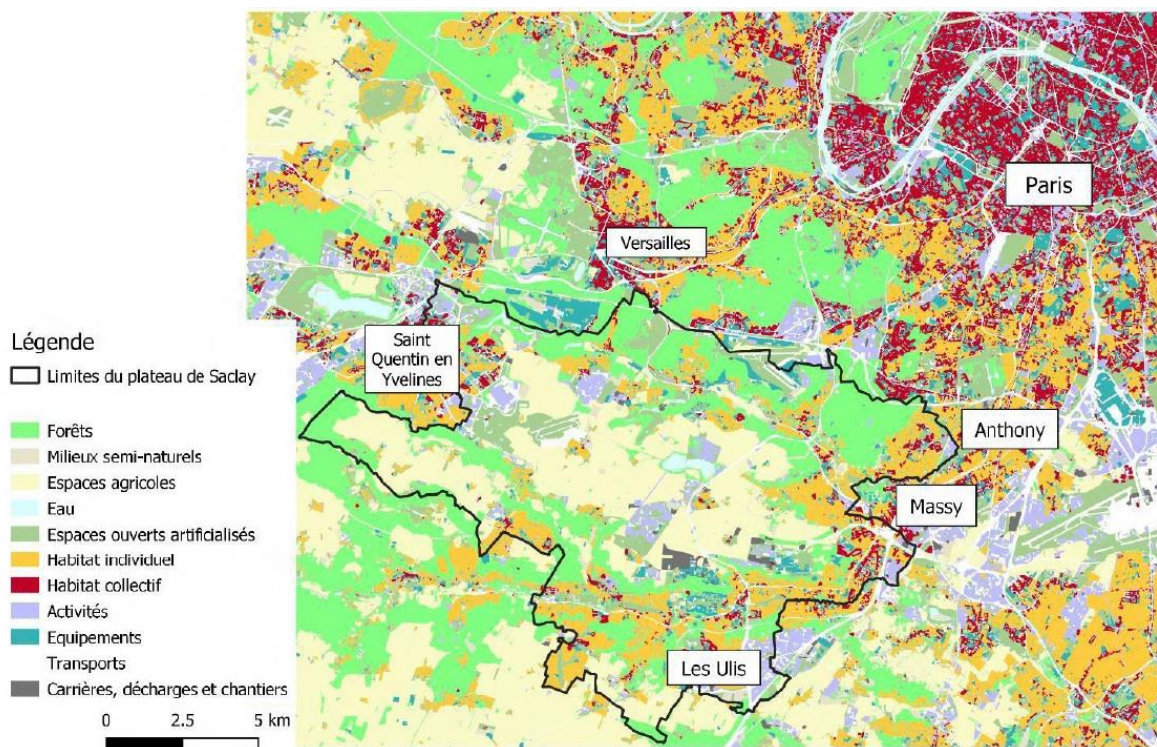 Paris
Versailles
Saint
Quentin en
Yvelines
Anthony
Massy
Les Ulis
Légende
Limites du plateau de Saclay
Forêts
Milieux semi-naturels
Espaces agricoles
Eau
Espaces ouverts artificialisés
Habitat individuel
Habitat collectif
Activités
Equipements
Transports
Carrières, décharges et chantiers
0 2.5 5 km